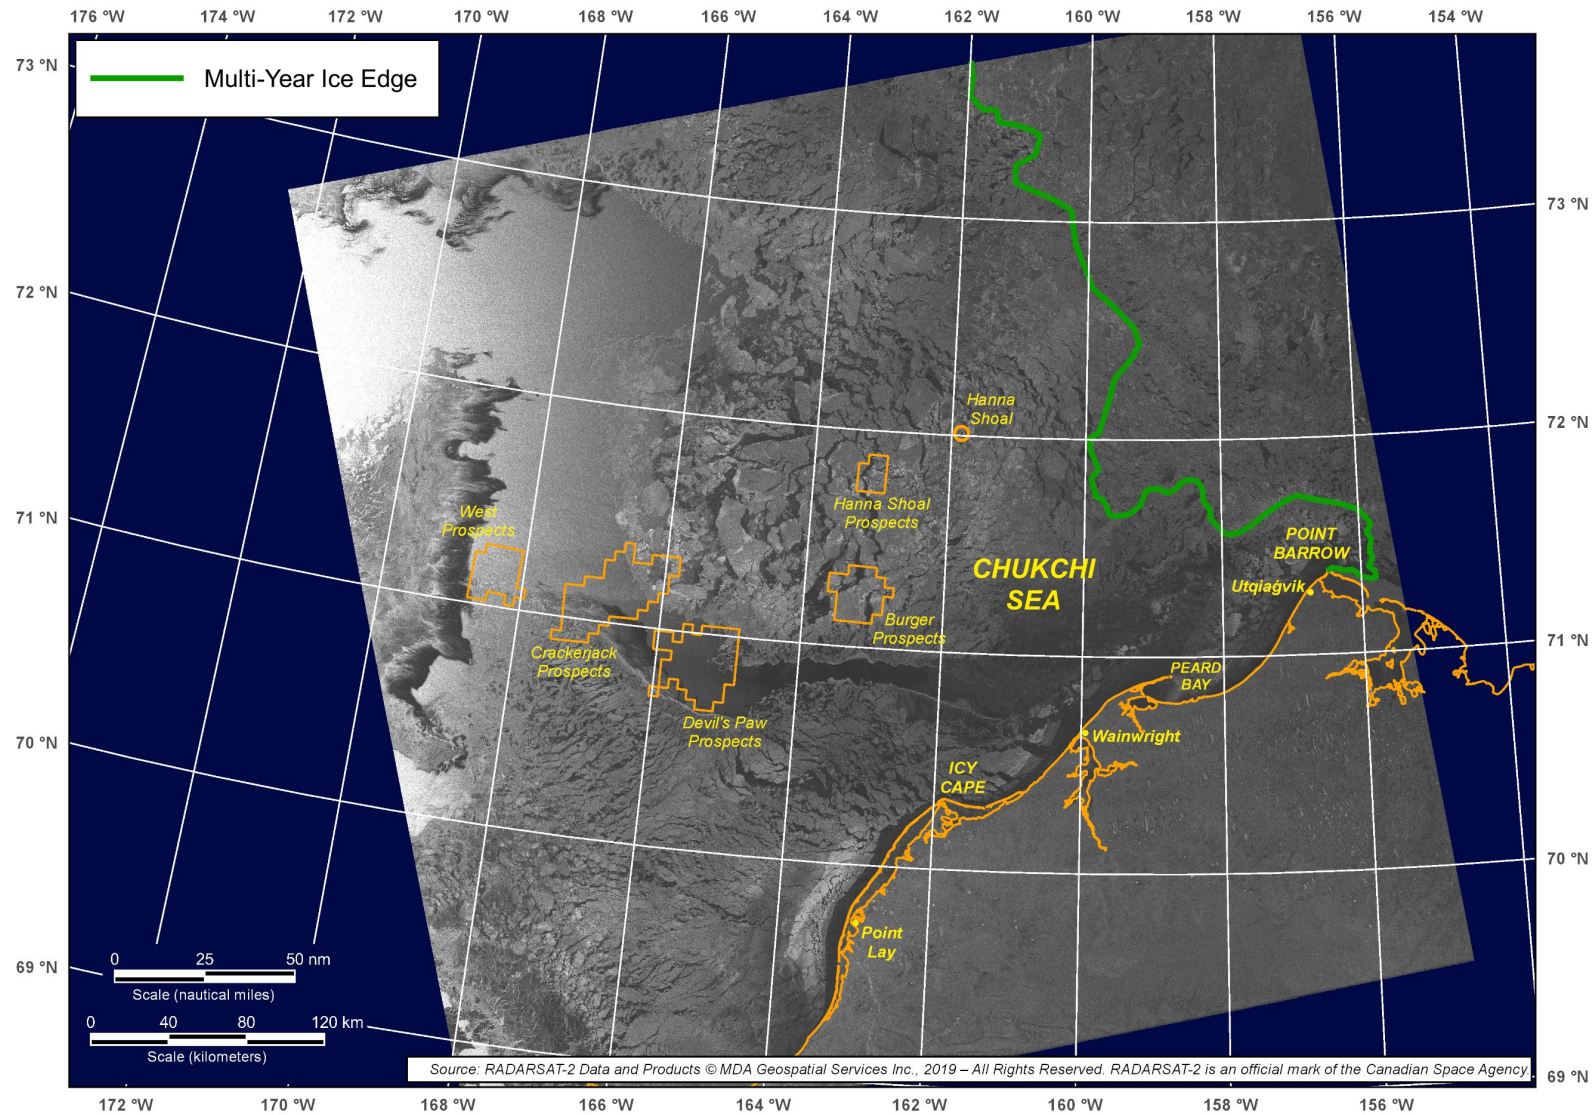 176 °W 174 °W 172 °W 170 °W 168 °W 166 °W 164 °W 162 °W 160 °W 158 °W 156 °W 154 °W
73 °N
Multi-Year Ice Edge
73 °N
72 °N
Hanna
Shoal
72 °N
71 °N
West
Prospects
Hanna Shoal
Prospects
POINT
BARROW
CHUKCHI
SEA
Utqiaġvik
Burger
Prospects
71 °N
Crackerjack
Prospects
PEARD
BAY
Devil's Paw
Prospects
Wainwright
70 °N
ICY
CAPE
70 °N
Point
Lay
69 °N
0 25 50 nm
Scale (nautical miles)
0 40 80 120 km
Scale (kilometers)
Source: RADARSAT-2 Data and Products © MDA Geospatial Services Inc., 2019 – All Rights Reserved. RADARSAT-2 is an official mark of the Canadian Space Agency.
69 °N
172 °W 170 °W 168 °W 166 °W 164 °W 162 °W 160 °W 158 °W 156 °W